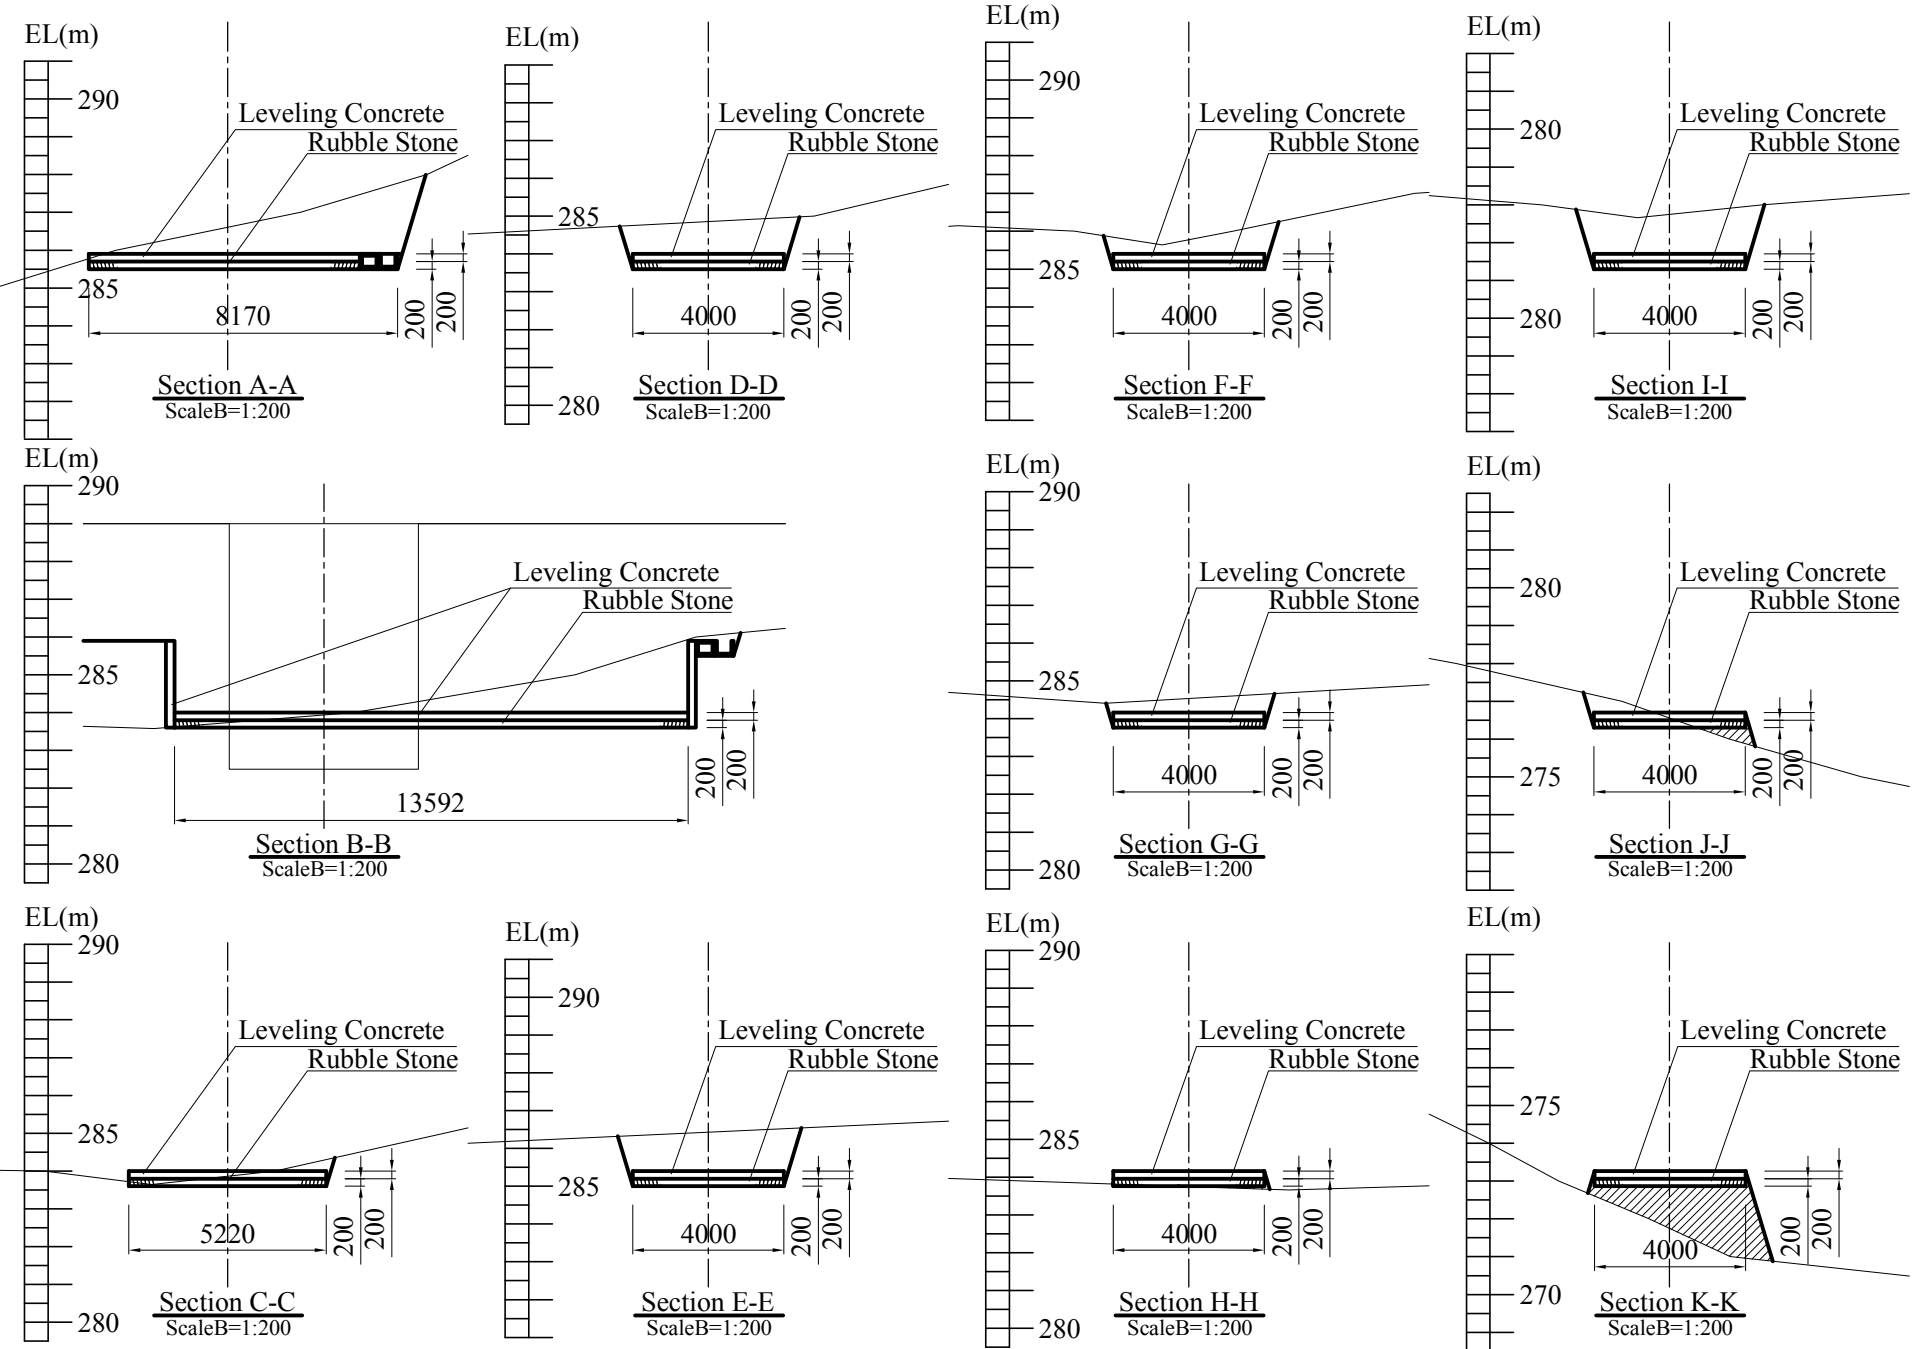 EL(m)
290
Leveling Concrete
Rubble Stone
285
8170
200
200
Section A-A
ScaleB=1:200
EL(m)
Leveling Concrete
Rubble Stone
285
4000
200
200
280
Section D-D
ScaleB=1:200
EL(m)
290
Leveling Concrete
Rubble Stone
285
4000
200
200
Section F-F
ScaleB=1:200
EL(m)
280
Leveling Concrete
Rubble Stone
280
4000
200
200
Section I-I
ScaleB=1:200
EL(m)
290
Leveling Concrete
Rubble Stone
285
200
200
13592
280
Section B-B
ScaleB=1:200
EL(m)
290
Leveling Concrete
Rubble Stone
285
4000
200
200
280
Section G-G
ScaleB=1:200
EL(m)
280
Leveling Concrete
Rubble Stone
275
4000
200
200
Section J-J
ScaleB=1:200
EL(m)
290
Leveling Concrete
Rubble Stone
285
5220
200
200
280
Section C-C
ScaleB=1:200
EL(m)
290
Leveling Concrete
Rubble Stone
285
4000
200
200
Section E-E
ScaleB=1:200
EL(m)
290
Leveling Concrete
Rubble Stone
285
4000
200
200
280
Section H-H
ScaleB=1:200
EL(m)
Leveling Concrete
Rubble Stone
275
4000
200
200
270
Section K-K
ScaleB=1:200